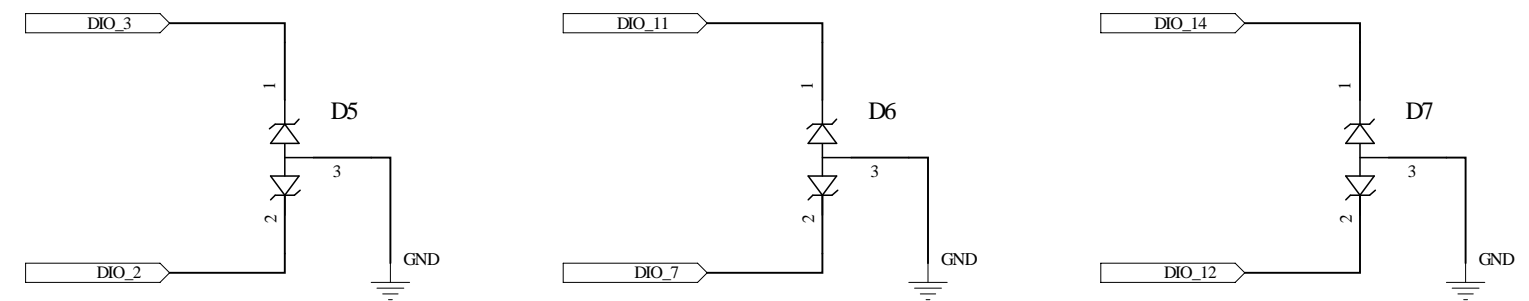 DIO_3
DIO_11
DIO_14
1
1
1
D5
D6
D7
3
3
3
2
2
2
GND
GND
GND
DIO_2
DIO_7
DIO_12